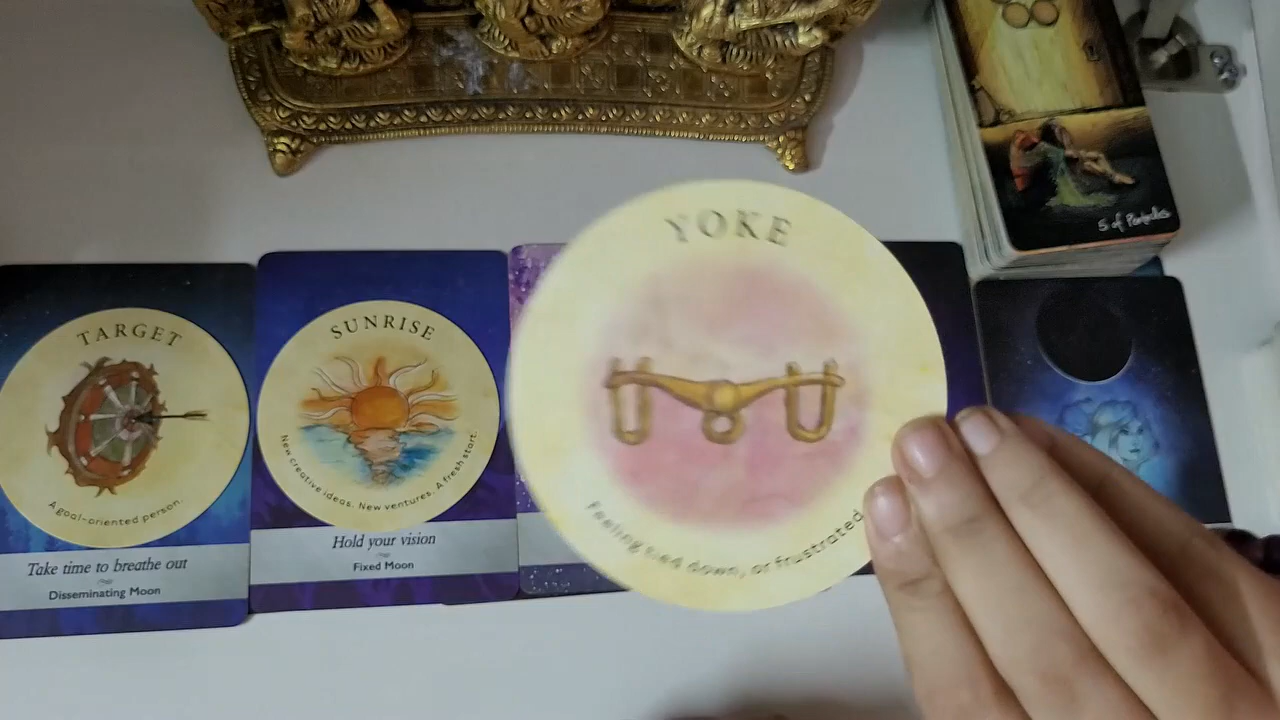 5 of Pentacles
YOKE
Feeling tied down, or frustrated
TARGET
A goal-oriented person.
Take time to breathe out
Disseminating Moon
SUNRISE
New creative ideas. New ventures. A fresh start.
Hold your vision
Fixed Moon